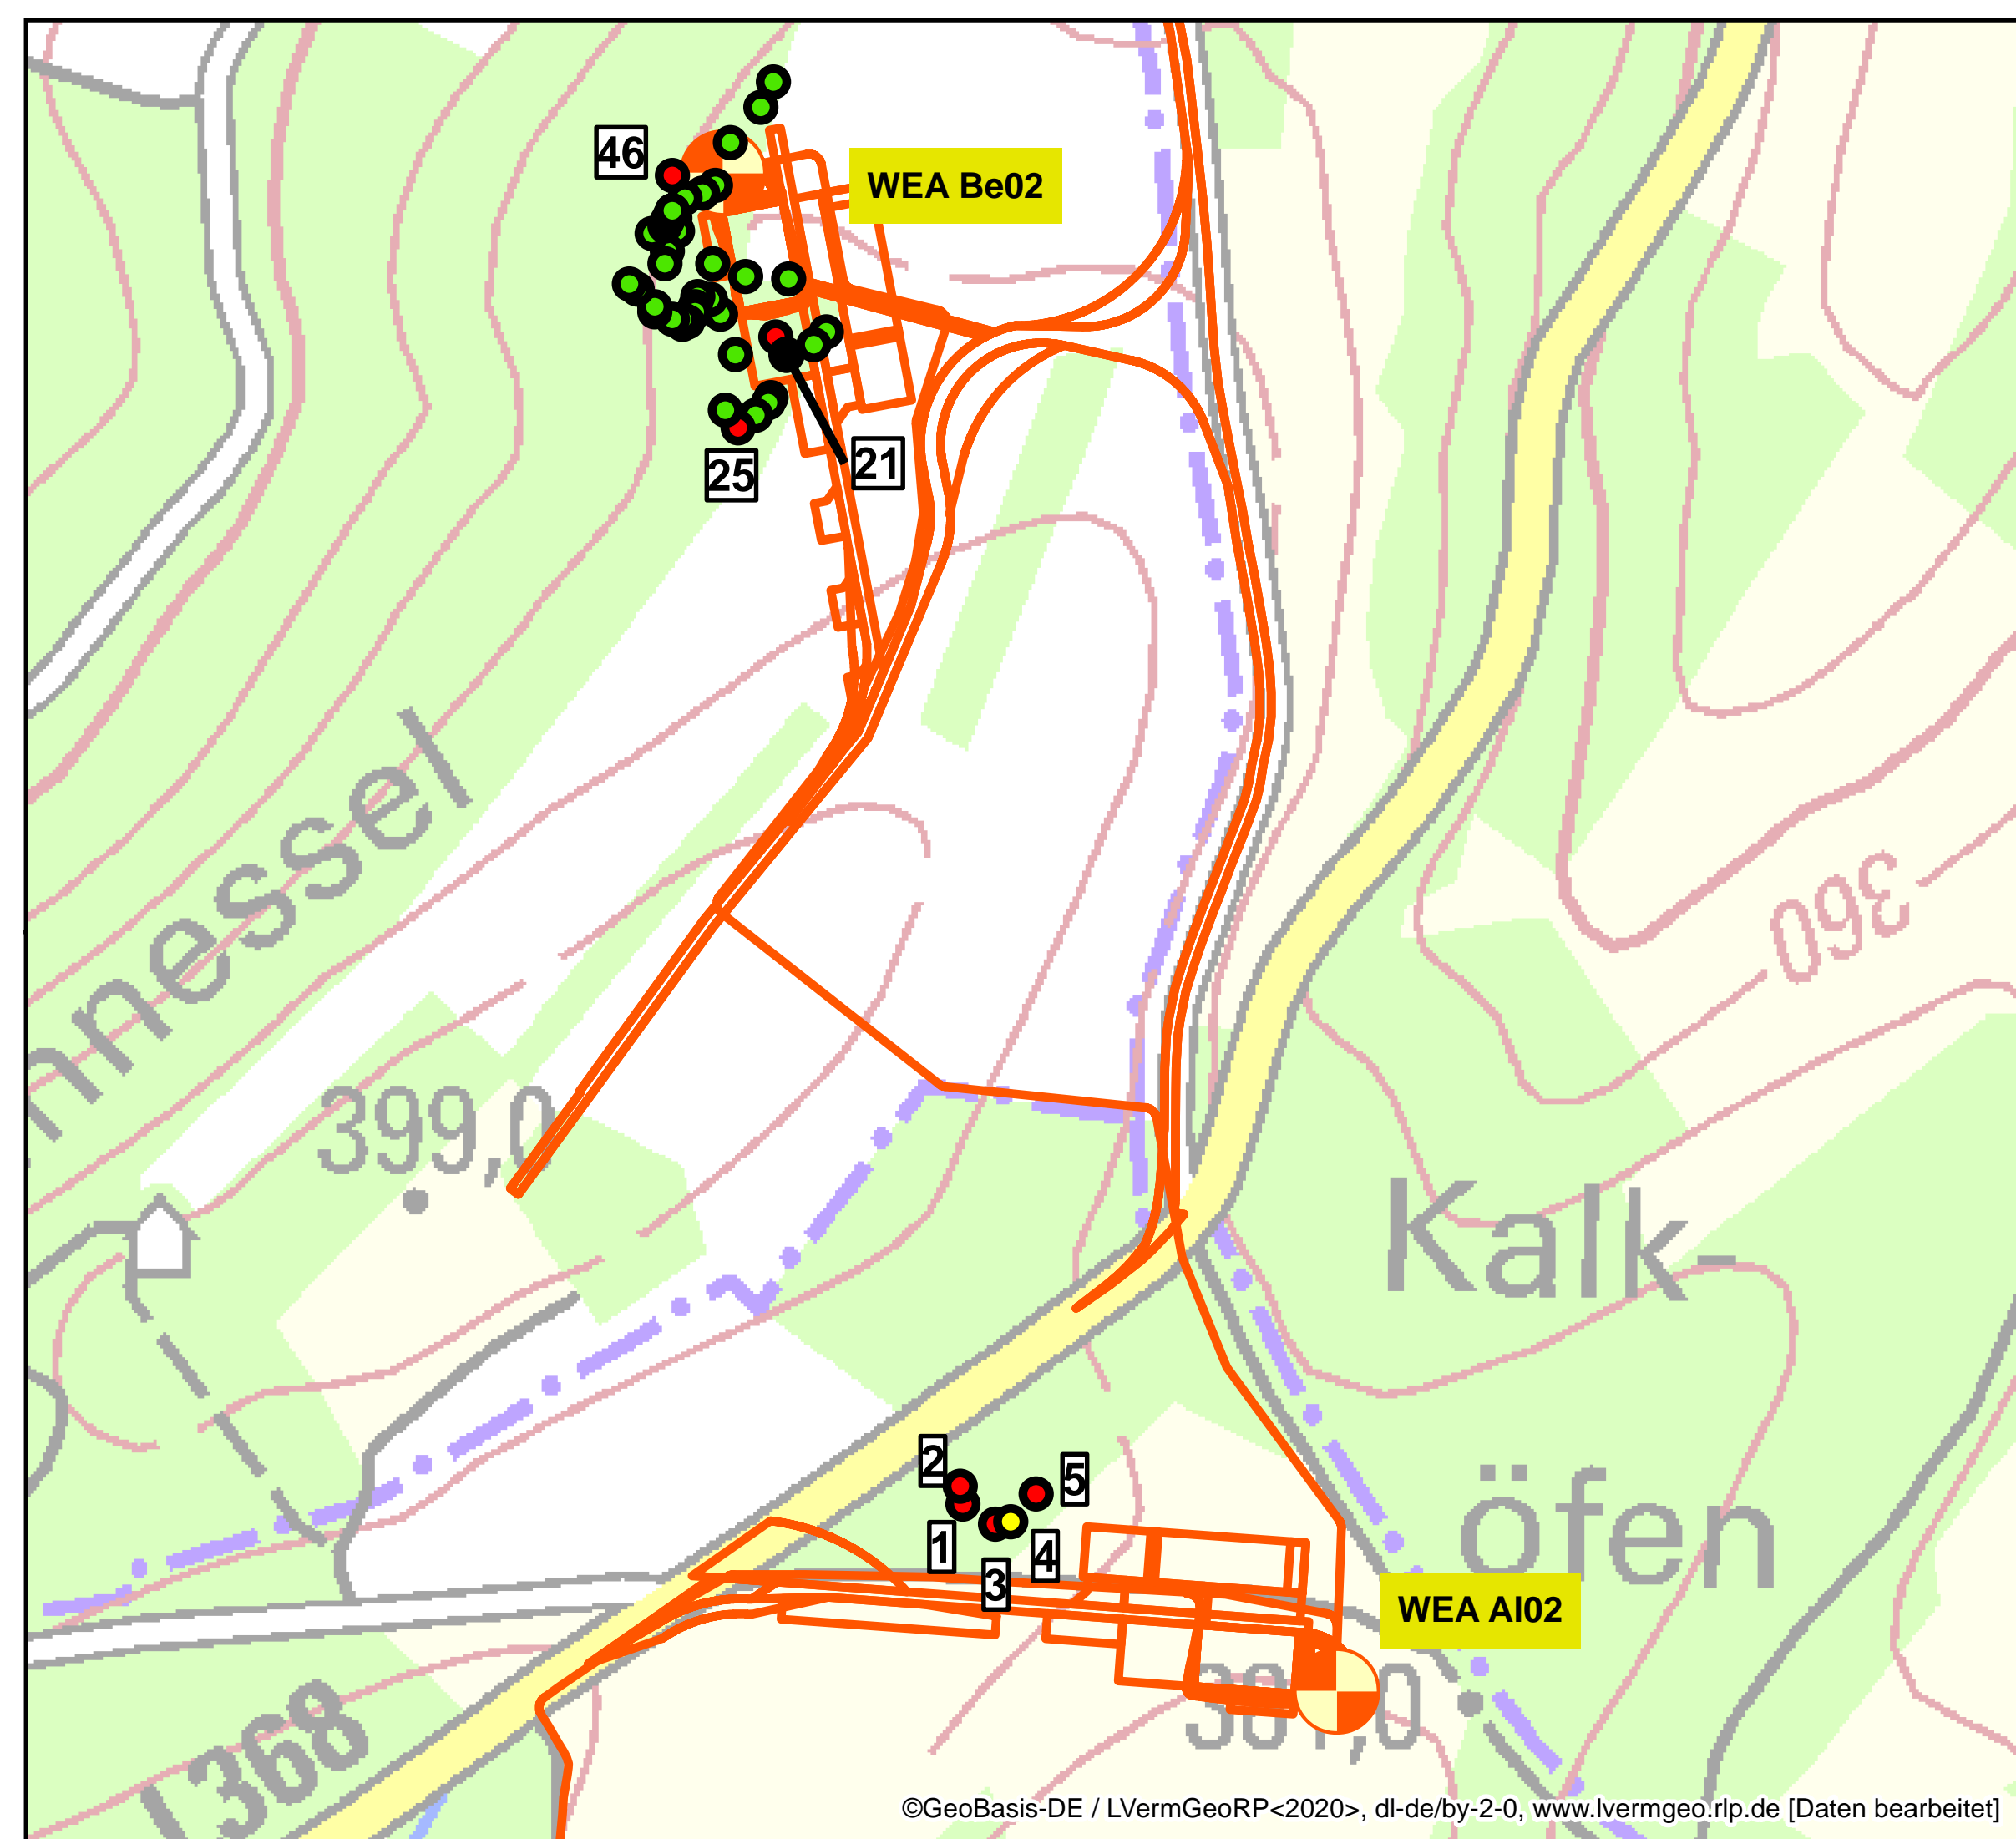 46
WEA Be02
21
25
nnessel
360
399,0
Kalk-
2
5
1
4
3
öfen
WEA Al02
L368
©GeoBasis-DE / LVermGeoRP<2020>, dl-de/by-2-0, www.lvermgeo.rlp.de [Daten bearbeitet]